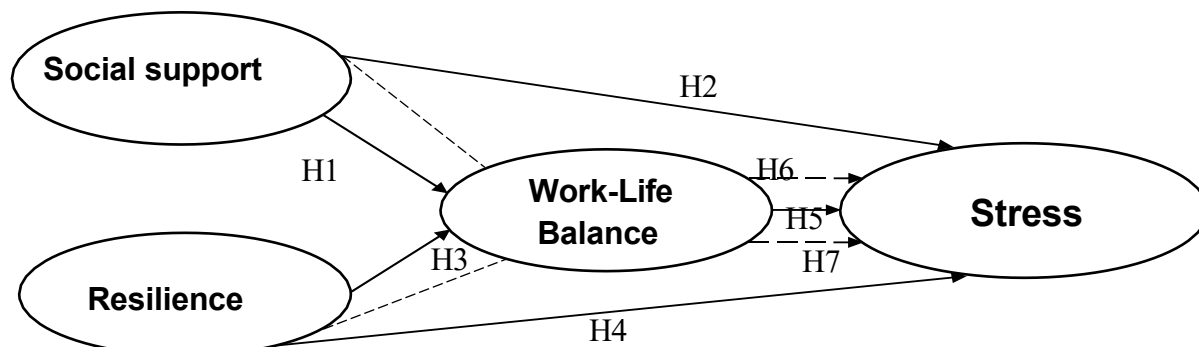 Social support
H2
H1
H6
Work-Life
Balance
H5
Stress
H3
H7
Resilience
H4